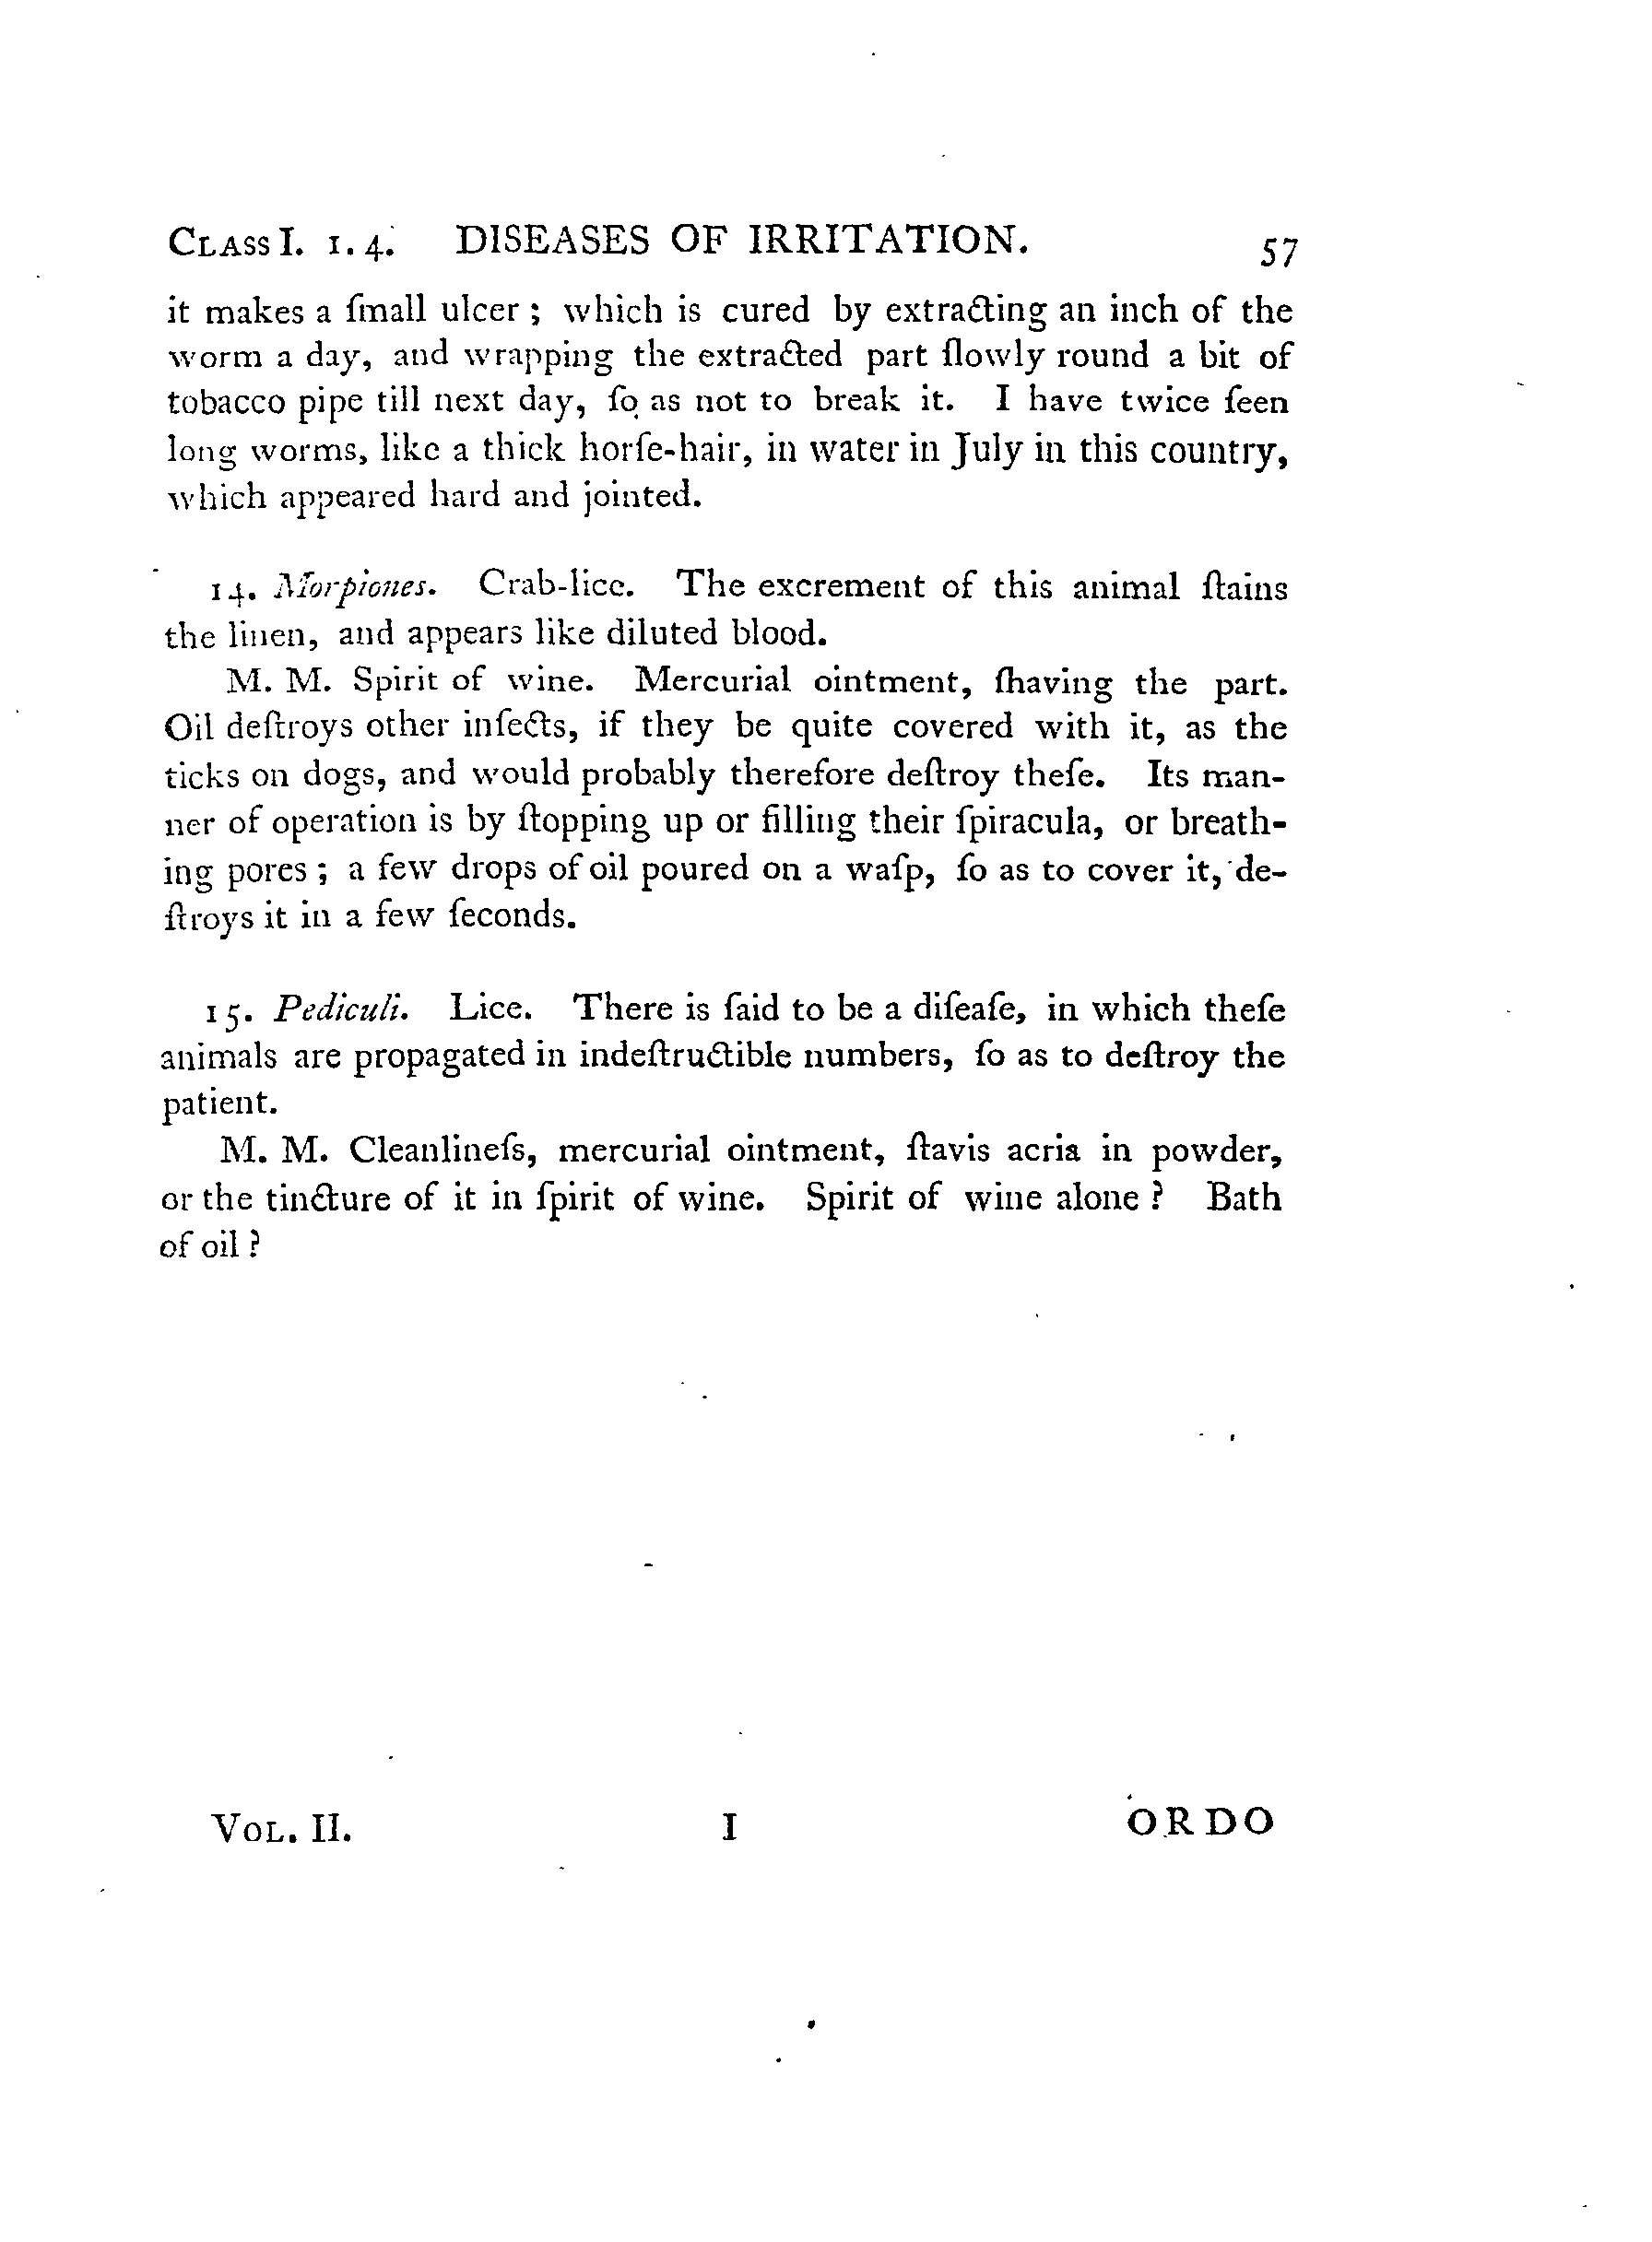 CLASS I. 1. 4. DISEASES OF IRRITATION. 57
it makes a ſmall ulcer ; which is cured by extracting an inch of the
worm a day, and wrapping the extracted part ſlowly round a bit of
tobacco pipe till next day, ſo as not to break it. I have twice ſeen
long worms, like a thick horſe-hair, in water in July in this country,
which appeared hard and jointed.
14. Morpiones. Crab-lice. The excrement of this animal ſtains
the linen, and appears like diluted blood.
M. M. Spirit of wine. Mercurial ointment, ſhaving the part.
Oil deſtroys other inſects, if they be quite covered with it, as the
ticks on dogs, and would probably therefore deſtroy theſe. Its man-
ner of operation is by ſtopping up or filling their ſpiracula, or breath-
ing pores ; a few drops of oil poured on a waſp, ſo as to cover it, de-
ſtroys it in a few ſeconds.
15. Pediculi. Lice. There is ſaid to be a diſeaſe, in which theſe
animals are propagated in indeſtructible numbers, ſo as to deſtroy the
patient.
M. M. Cleanlineſs, mercurial ointment, ſtavis acria in powder,
or the tincture of it in ſpirit of wine. Spirit of wine alone ? Bath
of oil ?
VOL. II. I ORDO